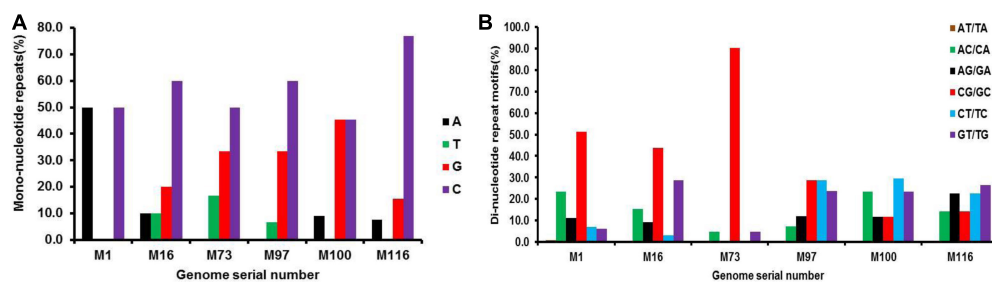 A
Mono-nucleotide repeats(%)
80.0
70.0
60.0
50.0
40.0
30.0
20.0
10.0
0.0
M1 M16 M73 M97 M100 M116
Genome serial number
A
T
G
C
B
Di-nucleotide repeat motifs(%)
100.0
90.0
80.0
70.0
60.0
50.0
40.0
30.0
20.0
10.0
0.0
M1 M16 M73 M97 M100 M116
Genome serial number
AT/TA
AC/CA
AG/GA
CG/GC
CT/TC
GT/TG